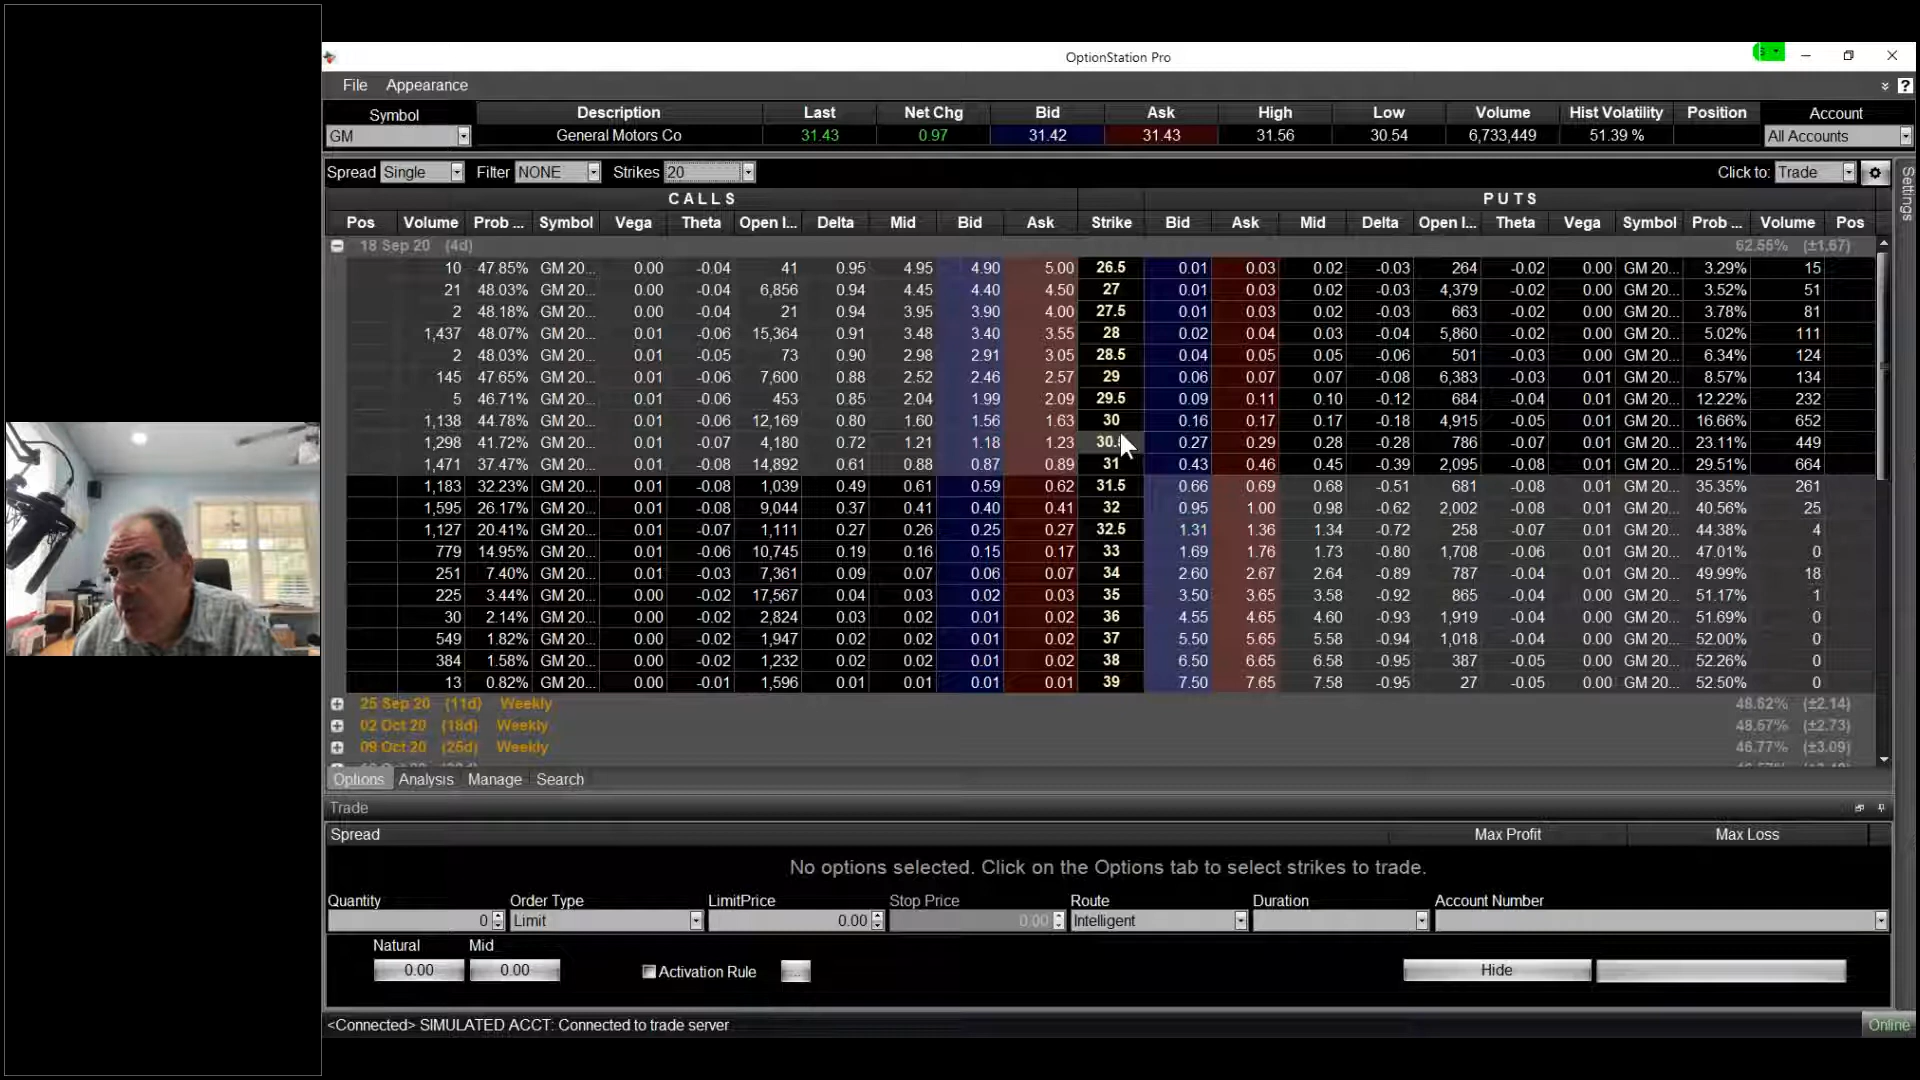 OptionStation Pro
File Appearance
Symbol Description Last Net Chg Bid Ask High Low Volume Hist Volatility Position Account
GM General Motors Co 31.43 0.97 31.42 31.43 31.56 30.54 6,733,449 51.39 % All Accounts
Spread Single Filter NONE Strikes 20 Click to: Trade
Settings
CALLS PUTS
Pos Volume Prob ... Symbol Vega Theta Open I... Delta Mid Bid Ask Strike Bid Ask Mid Delta Open I... Theta Vega Symbol Prob ... Volume Pos
18 Sep 20 (4d) 62.55% (±1.67)
10 47.85% GM 20... 0.00 -0.04 41 0.95 4.95 4.90 5.00 26.5 0.01 0.03 0.02 -0.03 264 -0.02 0.00 GM 20... 3.29% 15
21 48.03% GM 20... 0.00 -0.04 6,856 0.94 4.45 4.40 4.50 27 0.01 0.03 0.02 -0.03 4,379 -0.02 0.00 GM 20... 3.52% 51
2 48.18% GM 20... 0.00 -0.04 21 0.94 3.95 3.90 4.00 27.5 0.01 0.03 0.02 -0.03 663 -0.02 0.00 GM 20... 3.78% 81
1,437 48.07% GM 20... 0.01 -0.06 15,364 0.91 3.48 3.40 3.55 28 0.02 0.04 0.03 -0.04 5,860 -0.02 0.00 GM 20... 5.02% 111
2 48.03% GM 20... 0.01 -0.05 73 0.90 2.98 2.91 3.05 28.5 0.04 0.05 0.05 -0.06 501 -0.03 0.00 GM 20... 6.34% 124
145 47.65% GM 20... 0.01 -0.06 7,600 0.88 2.52 2.46 2.57 29 0.06 0.07 0.07 -0.08 6,383 -0.03 0.01 GM 20... 8.57% 134
5 46.71% GM 20... 0.01 -0.06 453 0.85 2.04 1.99 2.09 29.5 0.09 0.11 0.10 -0.12 684 -0.04 0.01 GM 20... 12.22% 232
1,138 44.78% GM 20... 0.01 -0.06 12,169 0.80 1.60 1.56 1.63 30 0.16 0.17 0.17 -0.18 4,915 -0.05 0.01 GM 20... 16.66% 652
1,298 41.72% GM 20... 0.01 -0.07 4,180 0.72 1.21 1.18 1.23 30. 0.27 0.29 0.28 -0.28 786 -0.07 0.01 GM 20... 23.11% 449
1,471 37.47% GM 20... 0.01 -0.08 14,892 0.61 0.88 0.87 0.89 31 0.43 0.46 0.45 -0.39 2,095 -0.08 0.01 GM 20... 29.51% 664
1,183 32.23% GM 20... 0.01 -0.08 1,039 0.49 0.61 0.59 0.62 31.5 0.66 0.69 0.68 -0.51 681 -0.08 0.01 GM 20... 35.35% 261
1,595 26.17% GM 20... 0.01 -0.08 9,044 0.37 0.41 0.40 0.41 32 0.95 1.00 0.98 -0.62 2,002 -0.08 0.01 GM 20... 40.56% 25
1,127 20.41% GM 20... 0.01 -0.07 1,111 0.27 0.26 0.25 0.27 32.5 1.31 1.36 1.34 -0.72 258 -0.07 0.01 GM 20... 44.38% 4
779 14.95% GM 20... 0.01 -0.06 10,745 0.19 0.16 0.15 0.17 33 1.69 1.76 1.73 -0.80 1,708 -0.06 0.01 GM 20... 47.01% 0
251 7.40% GM 20... 0.01 -0.03 7,361 0.09 0.07 0.06 0.07 34 2.60 2.67 2.64 -0.89 787 -0.04 0.01 GM 20... 49.99% 18
225 3.44% GM 20... 0.00 -0.02 17,567 0.04 0.03 0.02 0.03 35 3.50 3.65 3.58 -0.92 865 -0.04 0.00 GM 20... 51.17% 1
30 2.14% GM 20... 0.00 -0.02 2,824 0.03 0.02 0.01 0.02 36 4.55 4.65 4.60 -0.93 1,919 -0.04 0.00 GM 20... 51.69% 0
549 1.82% GM 20... 0.00 -0.02 1,947 0.02 0.02 0.01 0.02 37 5.50 5.65 5.58 -0.94 1,018 -0.04 0.00 GM 20... 52.00% 0
384 1.58% GM 20... 0.00 -0.02 1,232 0.02 0.02 0.01 0.02 38 6.50 6.65 6.58 -0.95 387 -0.05 0.00 GM 20... 52.26% 0
13 0.82% GM 20... 0.00 -0.01 1,596 0.01 0.01 0.01 0.01 39 7.50 7.65 7.58 -0.95 27 -0.05 0.00 GM 20... 52.50% 0
25 Sep 20 (11d) Weekly 48.62% (±2.14)
02 Oct 20 (18d) Weekly 48.67% (±2.73)
09 Oct 20 (25d) Weekly 46.77% (±3.09)
Options Analysis Manage Search
Trade
Spread Max Profit Max Loss
No options selected. Click on the Options tab to select strikes to trade.
Quantity Order Type LimitPrice Stop Price Route Duration Account Number
0 Limit 0.00 0.00 Intelligent
Natural Mid
0.00 0.00 Activation Rule ... Hide
<Connected> SIMULATED ACCT: Connected to trade server
Online